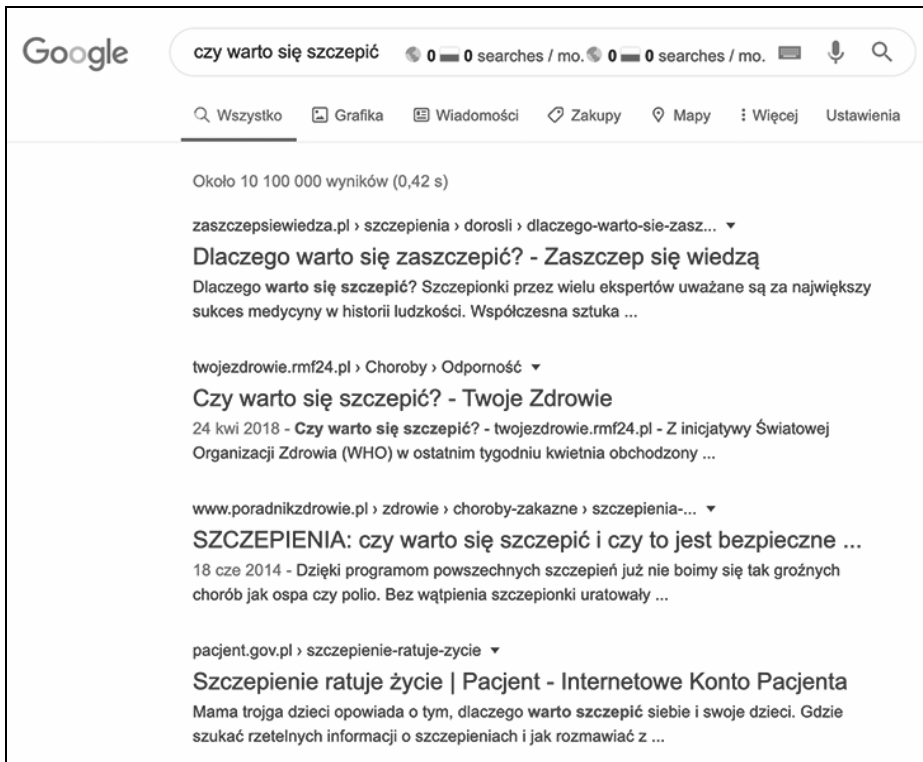 Google
czy warto się szczepić 0 0 searches / mo. 0 0 searches / mo.
Wszystko Grafika Wiadomości Zakupy Mapy Więcej Ustawienia
Około 10 100 000 wyników (0,42 s)
zaszczepsiewiedza.pl › szczepienia › dorosli › dlaczego-warto-sie-zasz...
Dlaczego warto się zaszczepić? - Zaszczep się wiedzą
Dlaczego warto się szczepić? Szczepionki przez wielu ekspertów uważane są za największy
sukces medycyny w historii ludzkości. Współczesna sztuka ...
twojezdrowie.rmf24.pl › Choroby › Odporność
Czy warto się szczepić? - Twoje Zdrowie
24 kwi 2018 - Czy warto się szczepić? - twojezdrowie.rmf24.pl - Z inicjatywy Światowej
Organizacji Zdrowia (WHO) w ostatnim tygodniu kwietnia obchodzony ...
www.poradnikzdrowie.pl › zdrowie › choroby-zakazne › szczepienia-...
SZCZEPIENIA: czy warto się szczepić i czy to jest bezpieczne ...
18 cze 2014 - Dzięki programom powszechnych szczepień już nie boimy się tak groźnych
chorób jak ospa czy polio. Bez wątpienia szczepionki uratowały ...
pacjent.gov.pl › szczepienie-ratuje-zycie
Szczepienie ratuje życie | Pacjent - Internetowe Konto Pacjenta
Mama trojga dzieci opowiada o tym, dlaczego warto szczepić siebie i swoje dzieci. Gdzie
szukać rzetelnych informacji o szczepieniach i jak rozmawiać z ...